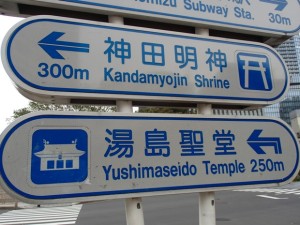 Subway Sta.
30m
神田明神
300m Kandamyojin Shrine
湯島聖堂
Yushimaseido Temple 250m